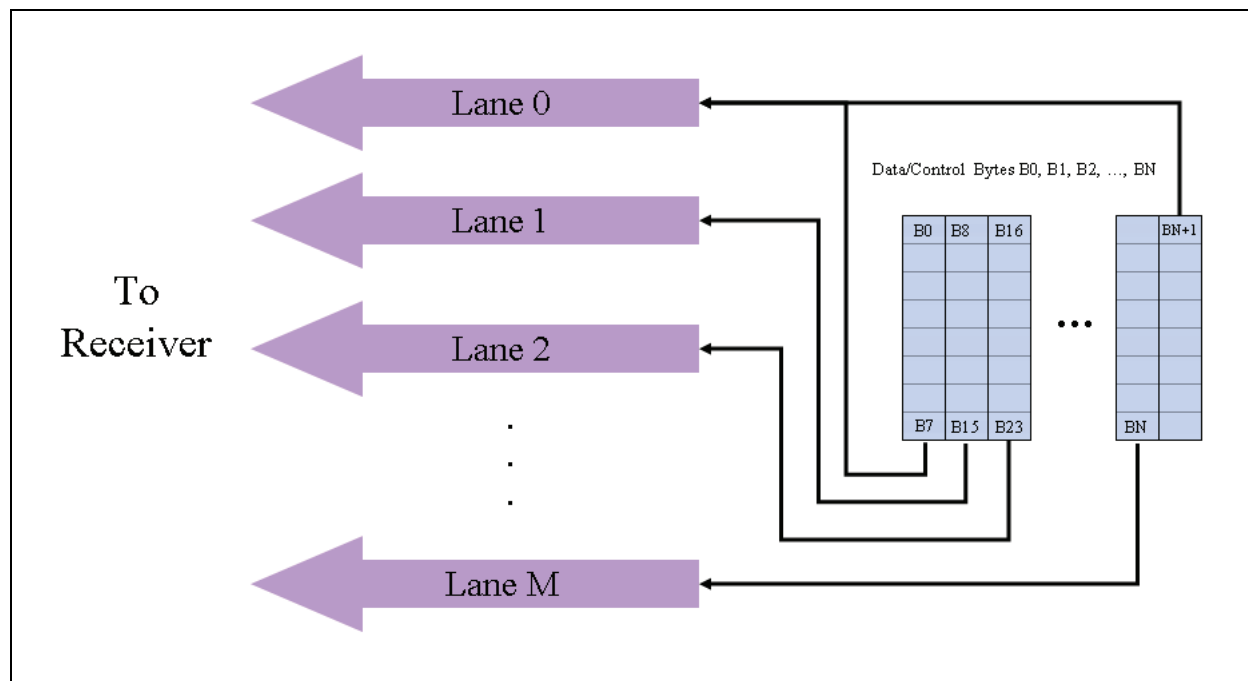 Lane 0
Data/Control Bytes B0, B1, B2, ..., BN
Lane 1
B0 B8 B16 BN+1
To
Receiver
Lane 2
...
B7 B15 B23 BN
.
.
.
Lane M